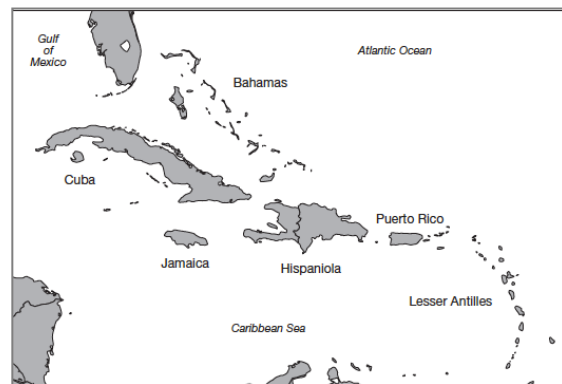 Gulf
of
Mexico
Atlantic Ocean
Bahamas
Cuba
Puerto Rico
Jamaica
Hispaniola
Lesser Antilles
Caribbean Sea